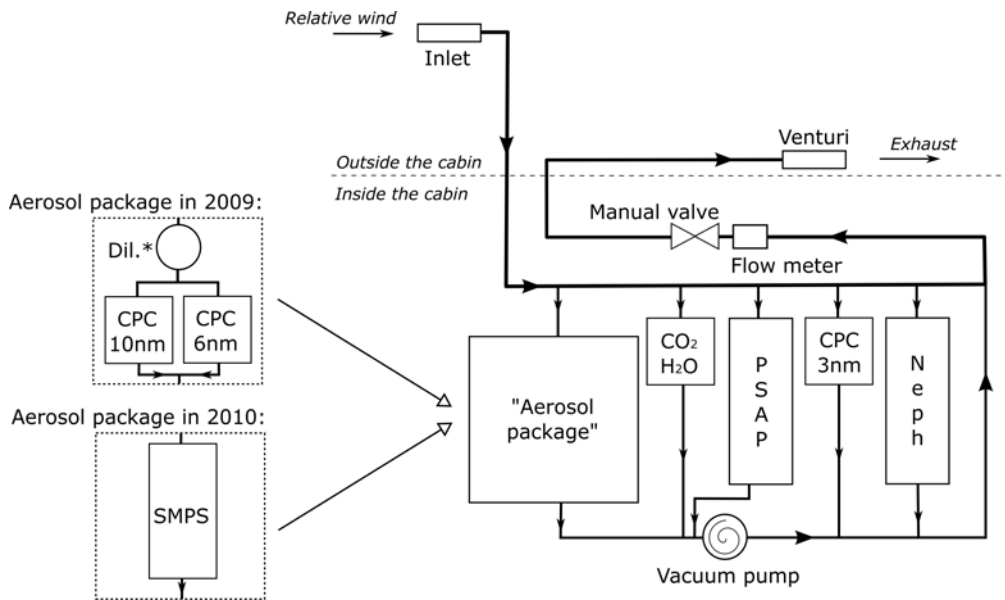 Relative wind
Inlet
Venturi
Exhaust
Outside the cabin
Inside the cabin
Aerosol package in 2009:
Dil.*
CPC
10nm
CPC
6nm
Manual valve
Flow meter
CO₂
H₂O
P
S
A
P
CPC
3nm
N
e
p
h
"Aerosol
package"
Aerosol package in 2010:
SMPS
Vacuum pump